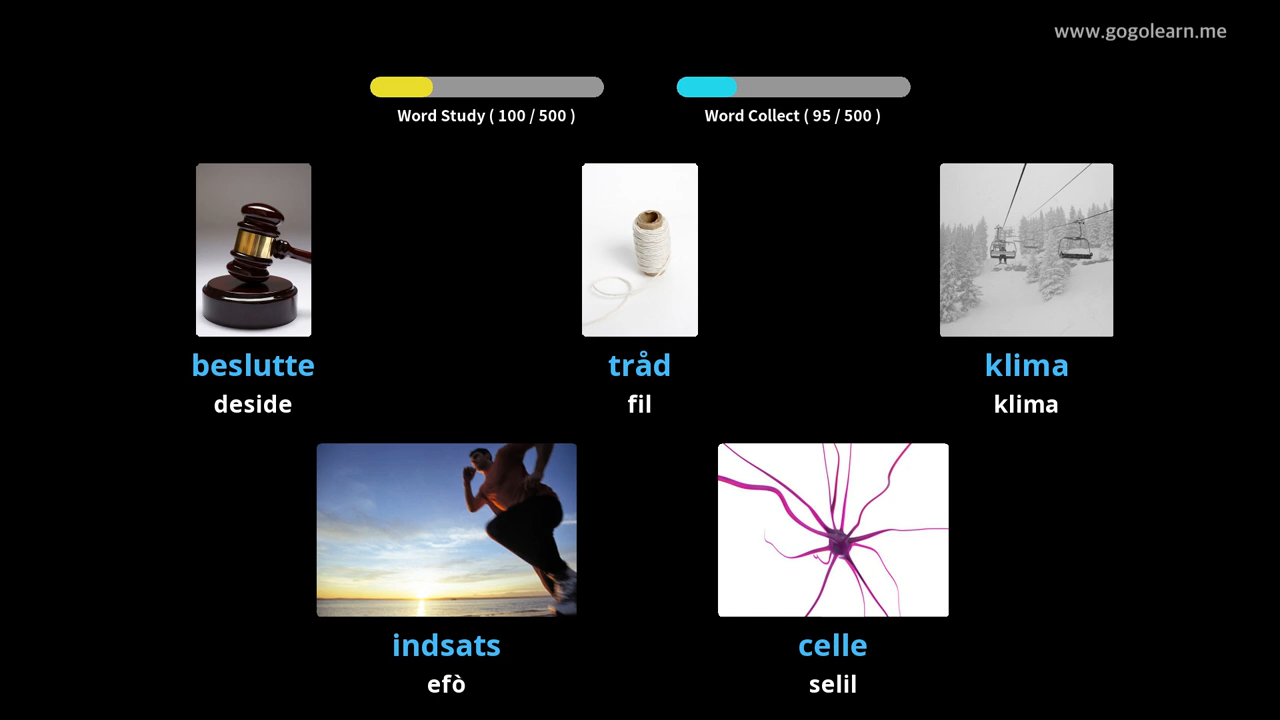 www.gogolearn.me
Word Study ( 100 / 500 )
Word Collect ( 95 / 500 )
beslutte
deside
tråd
fil
klima
klima
indsats
efò
celle
selil